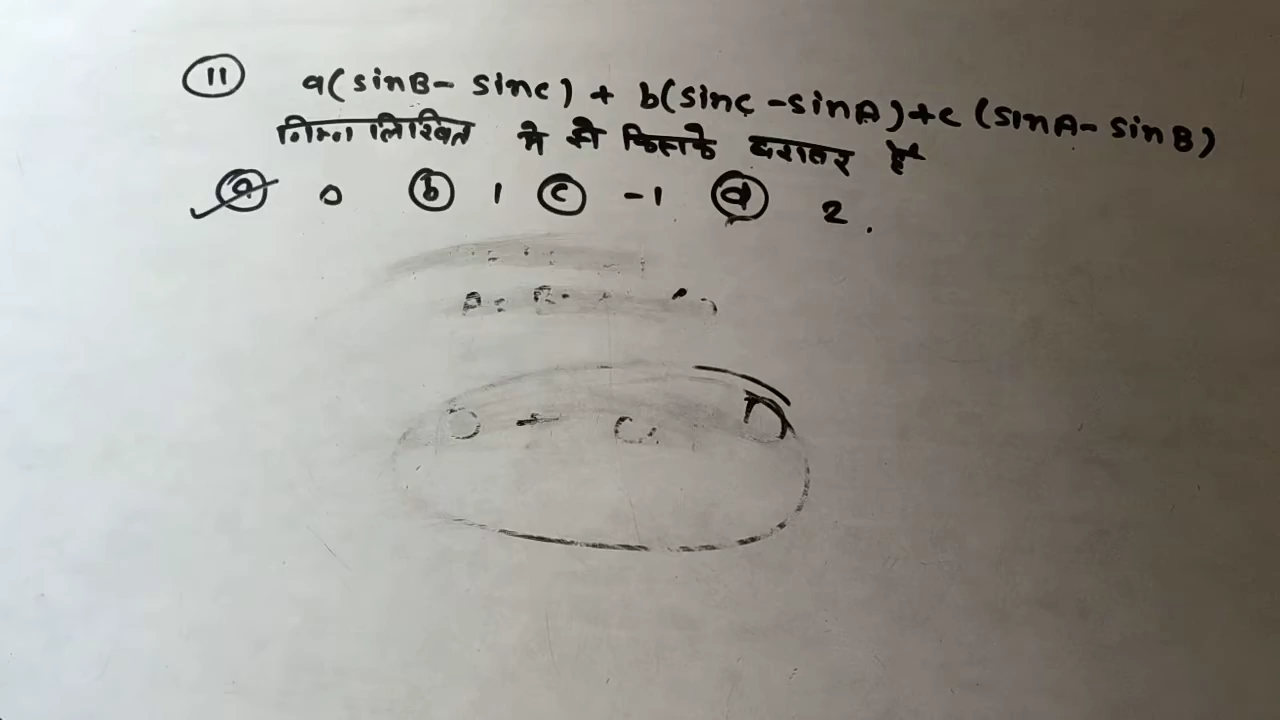 11 a(sinB- sinc) + b(sinc -sinA)+c (sinA- sinB)
निम्न लिखित मे से किसके बराबर है
a 0 b 1 c -1 d 2.